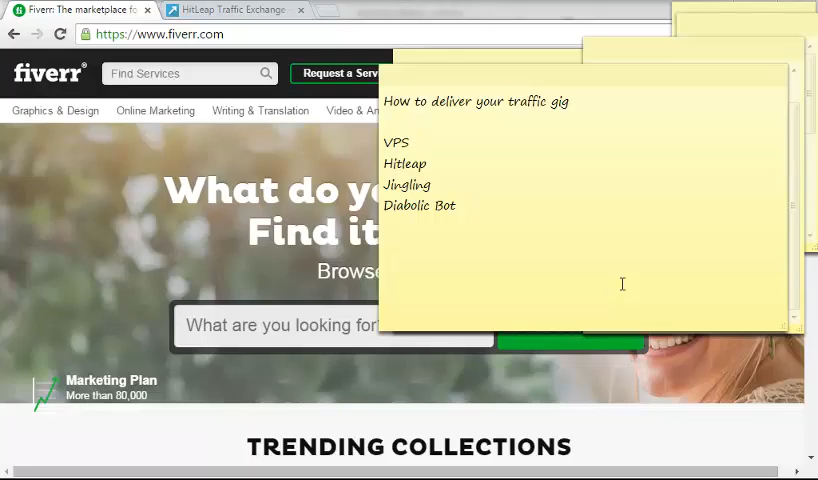 Fiverr: The marketplace fo
HitLeap Traffic Exchange
https://www.fiverr.com
fiverr®
Find Services
Request a Servi
Graphics & Design
Online Marketing
Writing & Translation
Video & An
How to deliver your traffic gig
VPS
Hitleap
Jingling
Diabolic Bot
What do y
Find it
Browse
What are you looking for?
Marketing Plan
More than 80,000
TRENDING COLLECTIONS